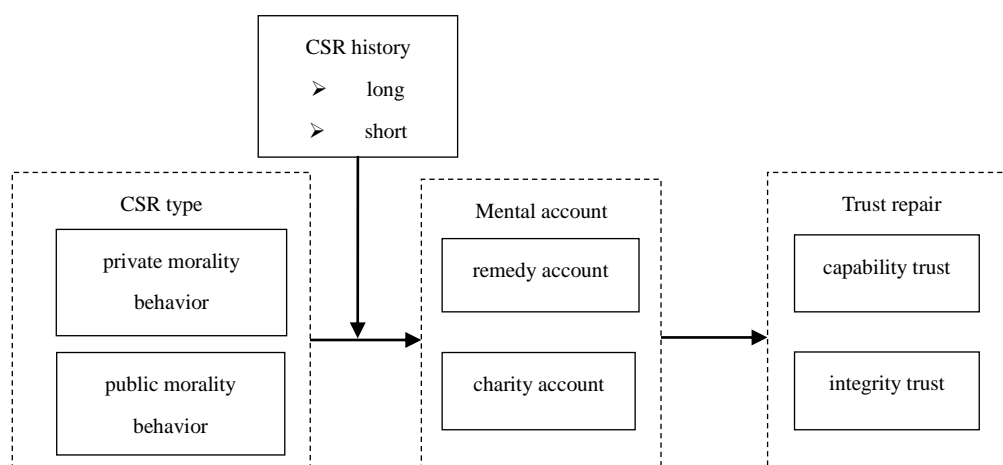 CSR history
➢ long
➢ short
CSR type
private morality
behavior
public morality
behavior
Mental account
remedy account
charity account
Trust repair
capability trust
integrity trust